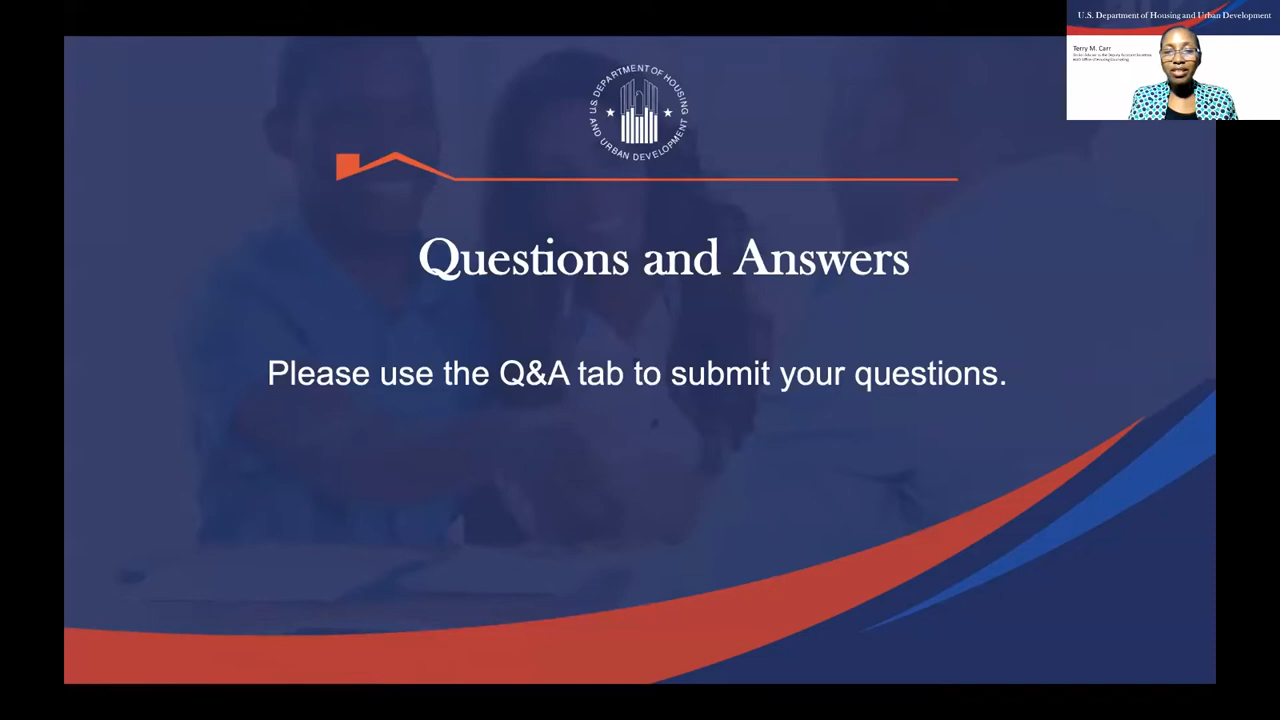 U.S. Department of Housing and Urban Development
Terry M. Carr
U.S. DEPARTMENT OF HOUSING
AND URBAN DEVELOPMENT
Questions and Answers
Please use the Q&A tab to submit your questions.